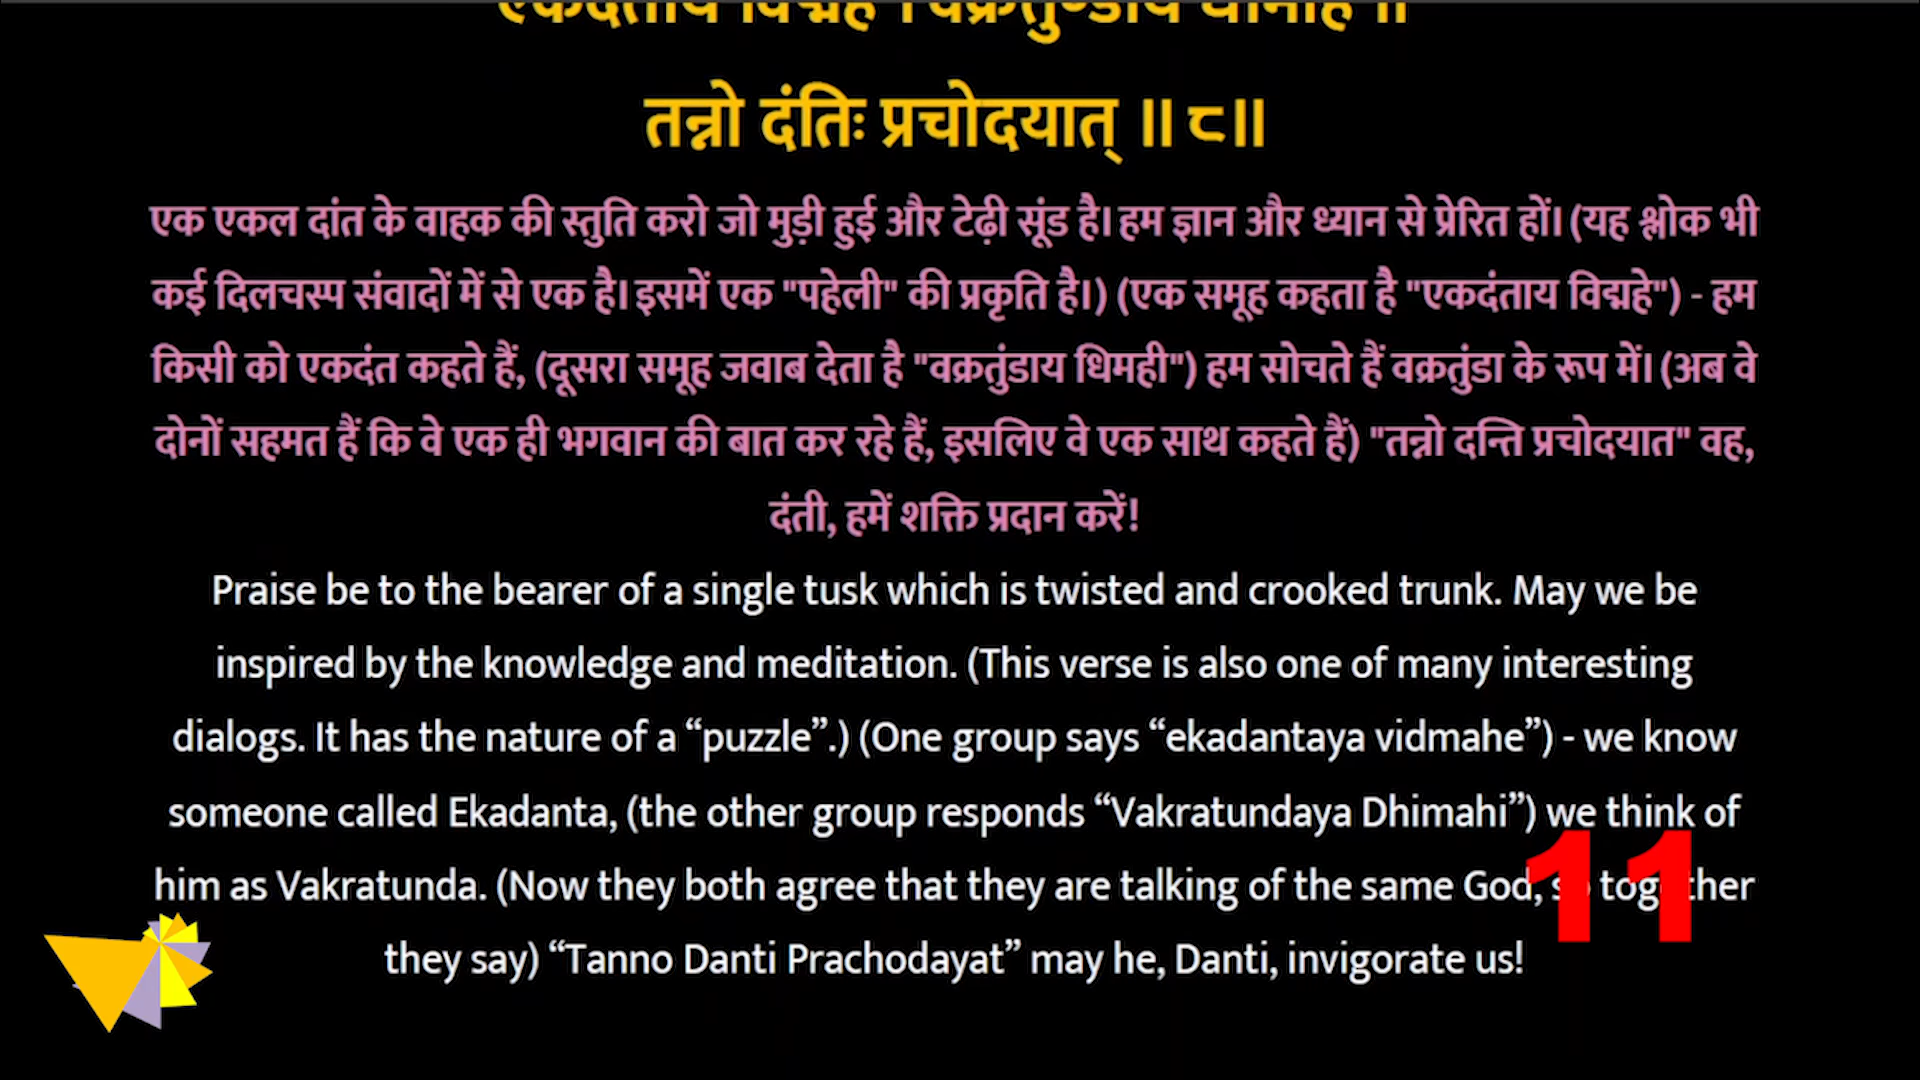 एकदंताय विद्महे । वक्रतुण्डाय धीमहि ॥
तन्नो दंतिः प्रचोदयात् ॥ ८॥
एक एकल दांत के वाहक की स्तुति करो जो मुड़ी हुई और टेढ़ी सूंड है। हम ज्ञान और ध्यान से प्रेरित हों। (यह श्लोक भी
कई दिलचस्प संवादों में से एक है। इसमें एक "पहेली" की प्रकृति है।) (एक समूह कहता है "एकदंताय विद्महे") - हम
किसी को एकदंत कहते हैं, (दूसरा समूह जवाब देता है "वक्रतुंडाय धिमही") हम सोचते हैं वक्रतुंडा के रूप में। (अब वे
दोनों सहमत हैं कि वे एक ही भगवान की बात कर रहे हैं, इसलिए वे एक साथ कहते हैं) "तन्नो दन्ति प्रचोदयात" वह,
दंती, हमें शक्ति प्रदान करें!
Praise be to the bearer of a single tusk which is twisted and crooked trunk. May we be
inspired by the knowledge and meditation. (This verse is also one of many interesting
dialogs. It has the nature of a “puzzle”.) (One group says “ekadantaya vidmahe”) - we know
someone called Ekadanta, (the other group responds “Vakratundaya Dhimahi”) we think of
him as Vakratunda. (Now they both agree that they are talking of the same God, so together
they say) “Tanno Danti Prachodayat” may he, Danti, invigorate us!
11